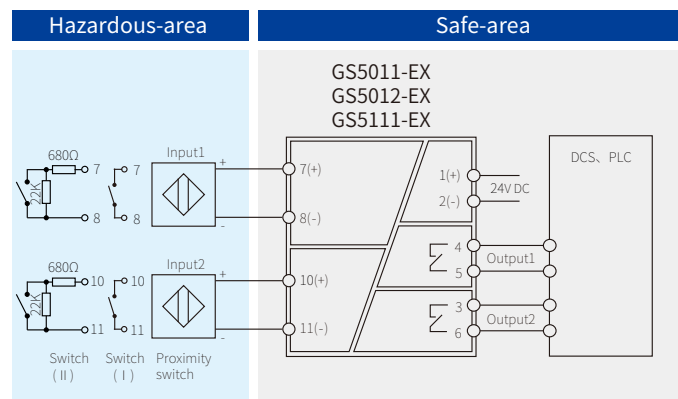 Hazardous-area
Safe-area
GS5011-EX
GS5012-EX
GS5111-EX
680Ω
22K
7
8
7
8
Input1
+
-
7(+)
8(-)
1(+)
2(-)
24V DC
DCS、PLC
4
5
Output1
680Ω
22K
10
11
10
11
Input2
+
-
10(+)
11(-)
3
6
Output2
Switch
( II )
Switch
( I )
Proximity
switch